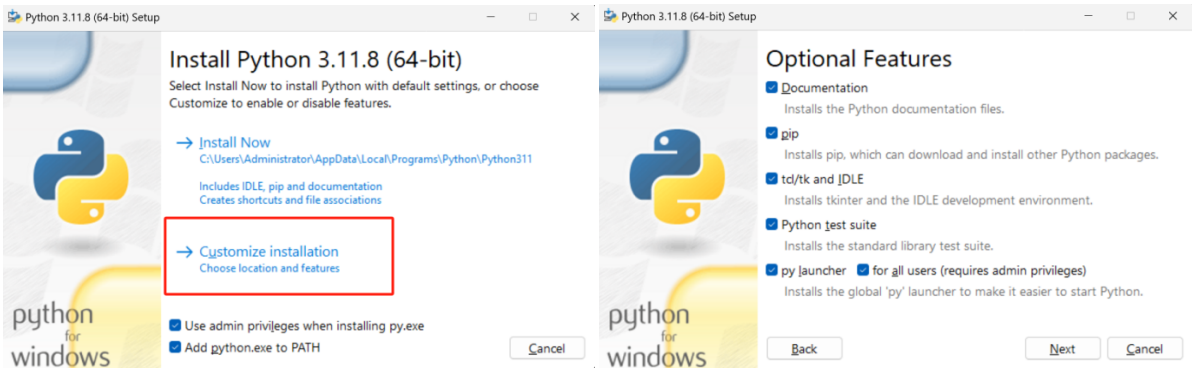 Python 3.11.8 (64-bit) Setup
Install Python 3.11.8 (64-bit)
Select Install Now to install Python with default settings, or choose
Customize to enable or disable features.
Install Now
C:\Users\Administrator\AppData\Local\Programs\Python\Python311
Includes IDLE, pip and documentation
Creates shortcuts and file associations
Customize installation
Choose location and features
Use admin privileges when installing py.exe
Add python.exe to PATH
Cancel
python
for
windows
Python 3.11.8 (64-bit) Setup
Optional Features
Documentation
Installs the Python documentation files.
pip
Installs pip, which can download and install other Python packages.
tcl/tk and IDLE
Installs tkinter and the IDLE development environment.
Python test suite
Installs the standard library test suite.
py launcher for all users (requires admin privileges)
Installs the global 'py' launcher to make it easier to start Python.
Back Next Cancel
python
for
windows